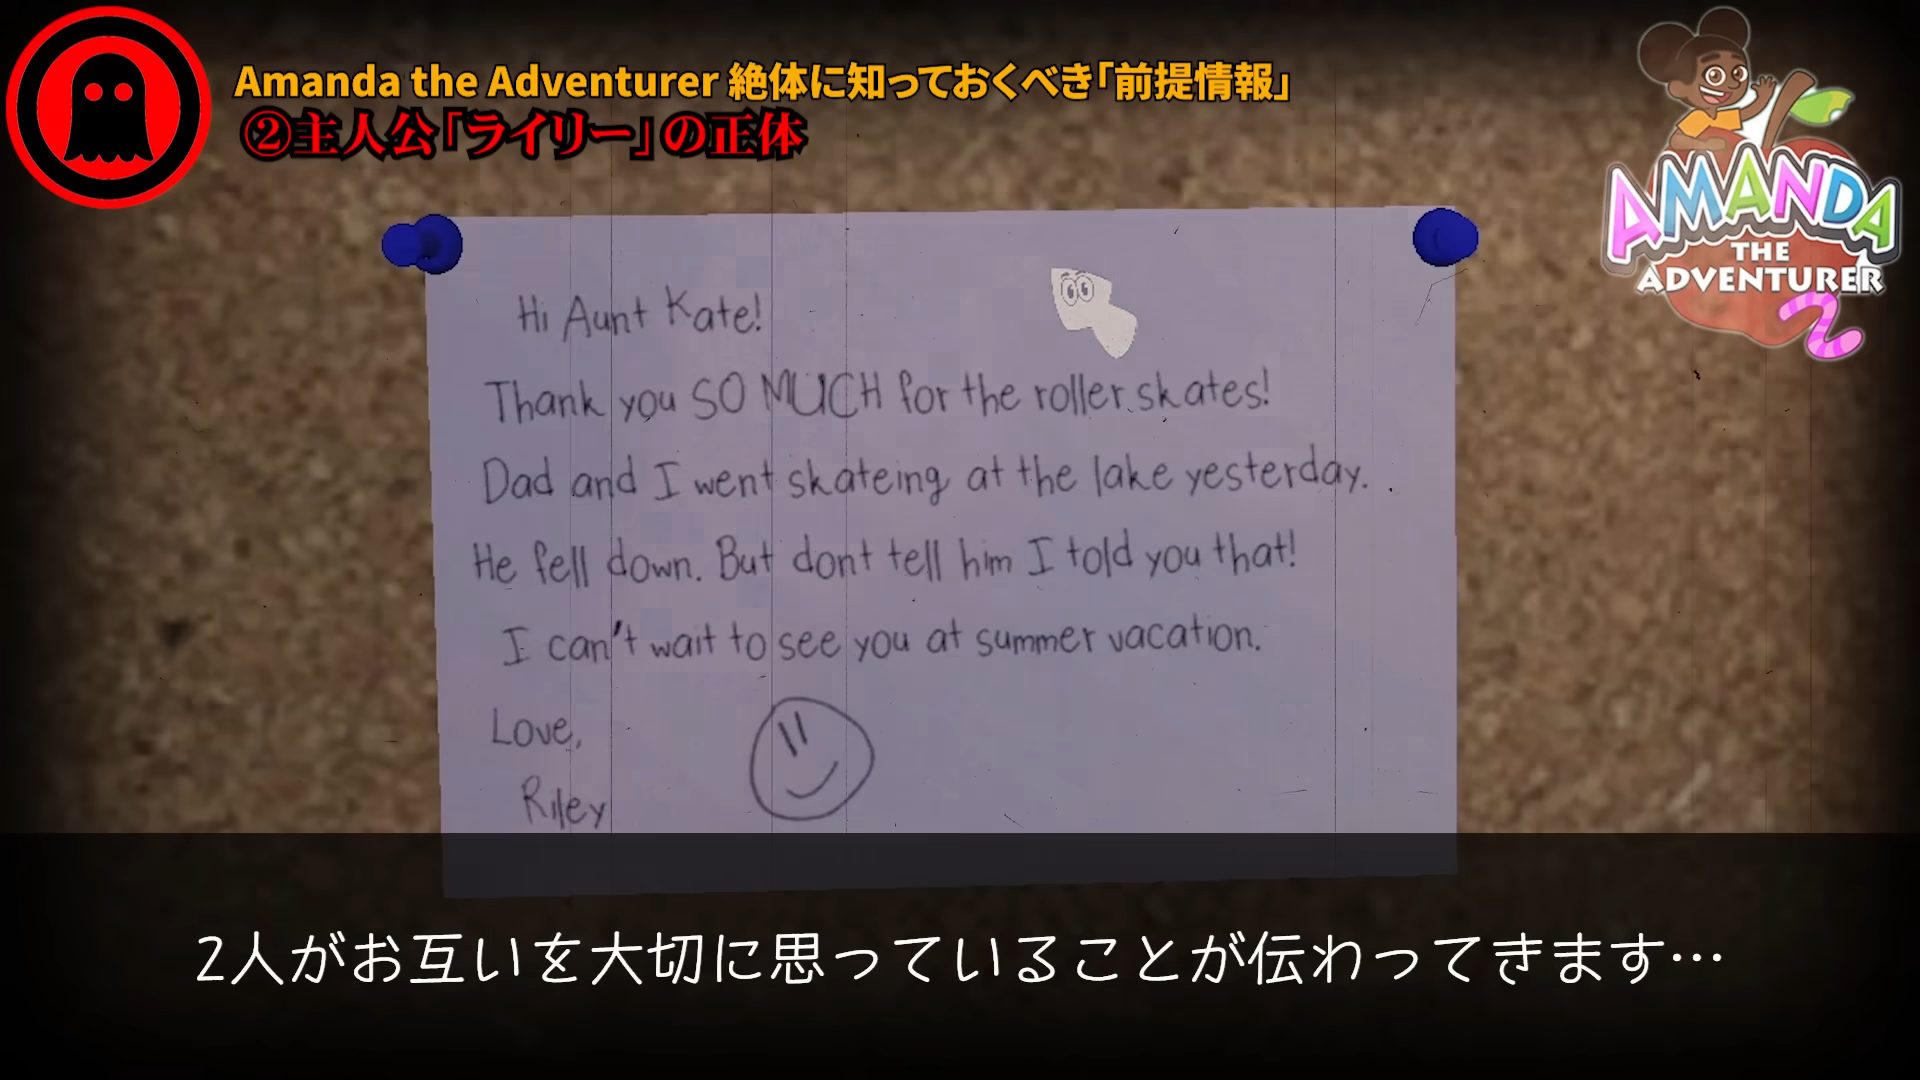 Amanda the Adventurer 絶体に知っておくべき「前提情報」
②主人公「ライリー」の正体
AMANDA
THE
ADVENTURER
2
Hi Aunt Kate!
Thank you SO MUCH for the roller skates!
Dad and I went skateing at the lake yesterday.
He fell down. But dont tell him I told you that!
I can't wait to see you at summer vacation.
Love,
Riley
2人がお互いを大切に思っていることが伝わってきます…